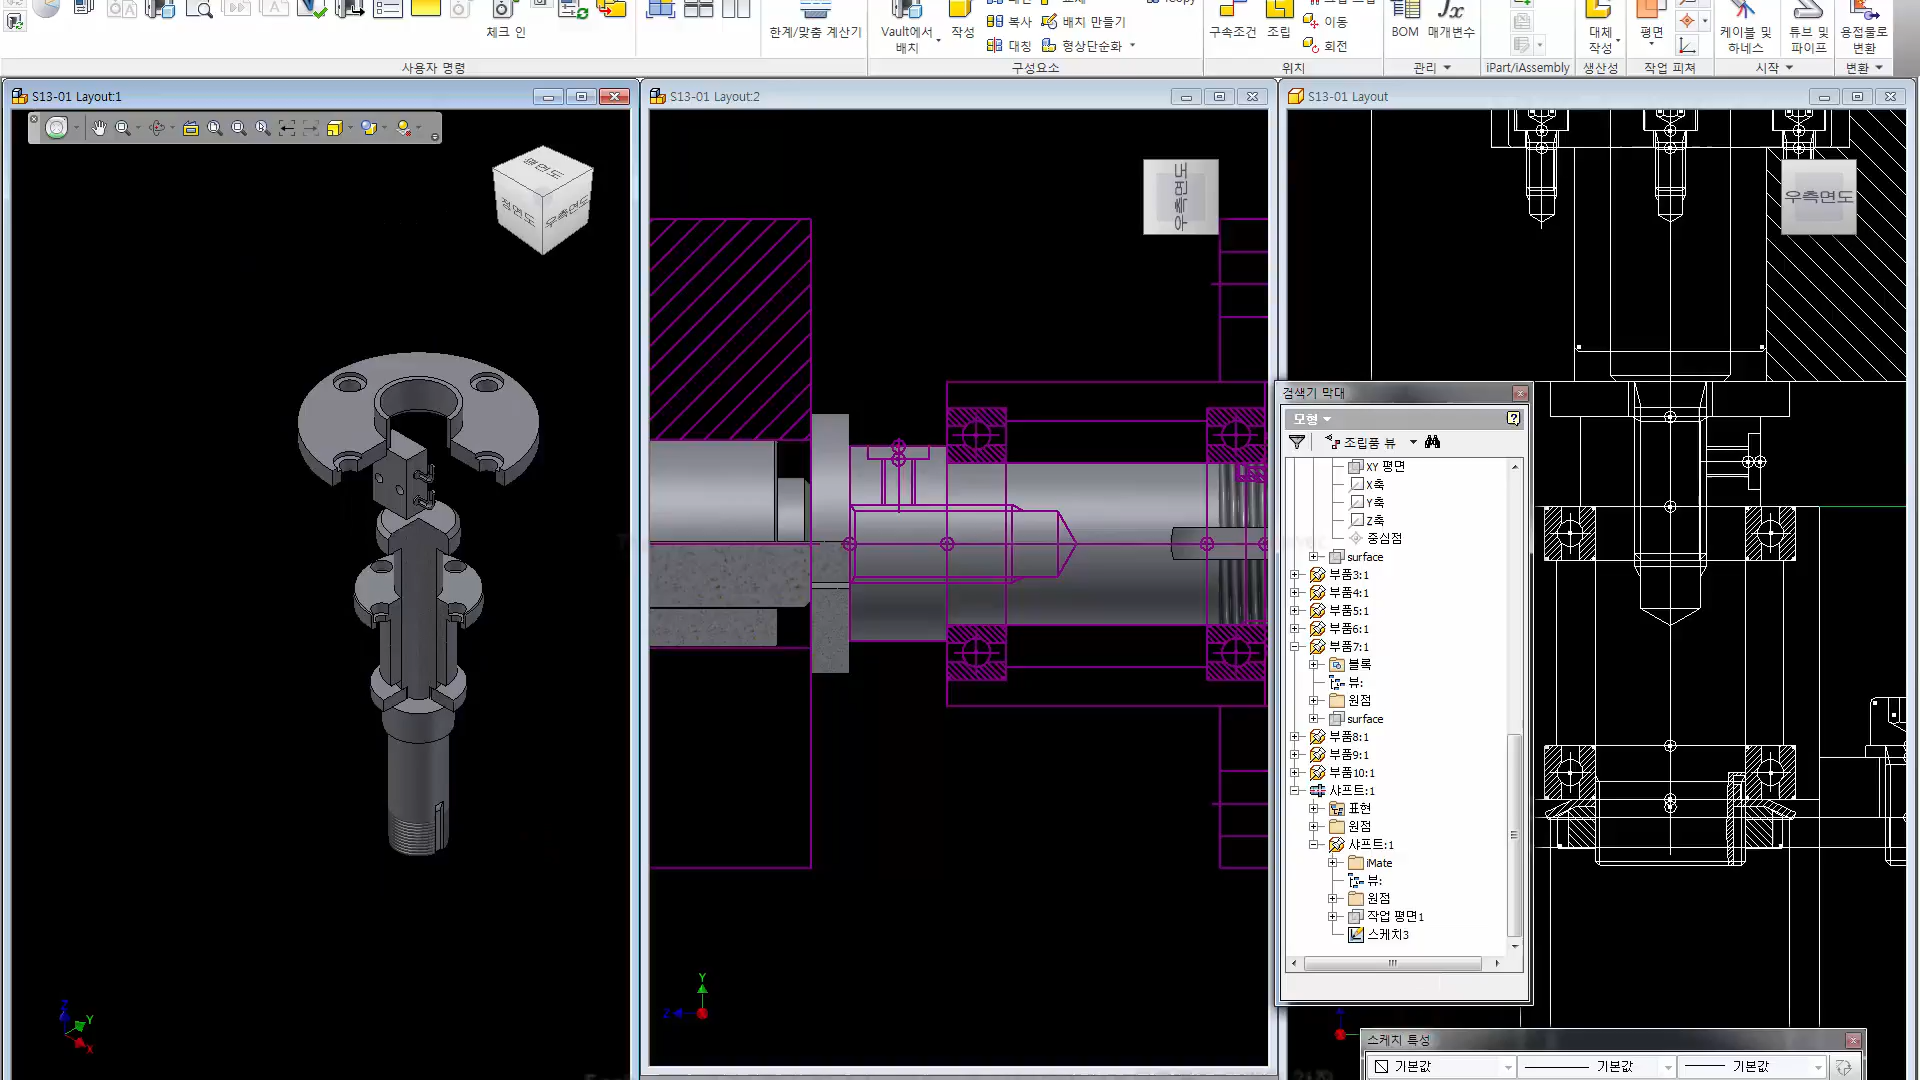 체크 인
한계/맞춤 계산기
Vault에서
배치
작성
복사
대칭
배치 만들기
형상단순화
구속조건
조립
이동
회전
BOM
매개변수
대체
작성
평면
케이블 및
하네스
튜브 및
파이프
용접물로
변환
사용자 명령
구성요소
위치
관리
iPart/iAssembly
생산성
작업 피쳐
시작
변환
S13-01 Layout:1
S13-01 Layout:2
S13-01 Layout
평면도
정면도
우측면도
우측면도
우측면도
검색기 막대
모형
조립품 뷰
XY 평면
X축
Y축
Z축
중심점
surface
부품3:1
부품4:1
부품5:1
부품6:1
부품7:1
블록
뷰:
원점
surface
부품8:1
부품9:1
부품10:1
샤프트:1
표현
원점
샤프트:1
iMate
뷰:
원점
작업 평면1
스케치3
Z
Y
X
Y
Z
스케치 특성
기본값
기본값
기본값